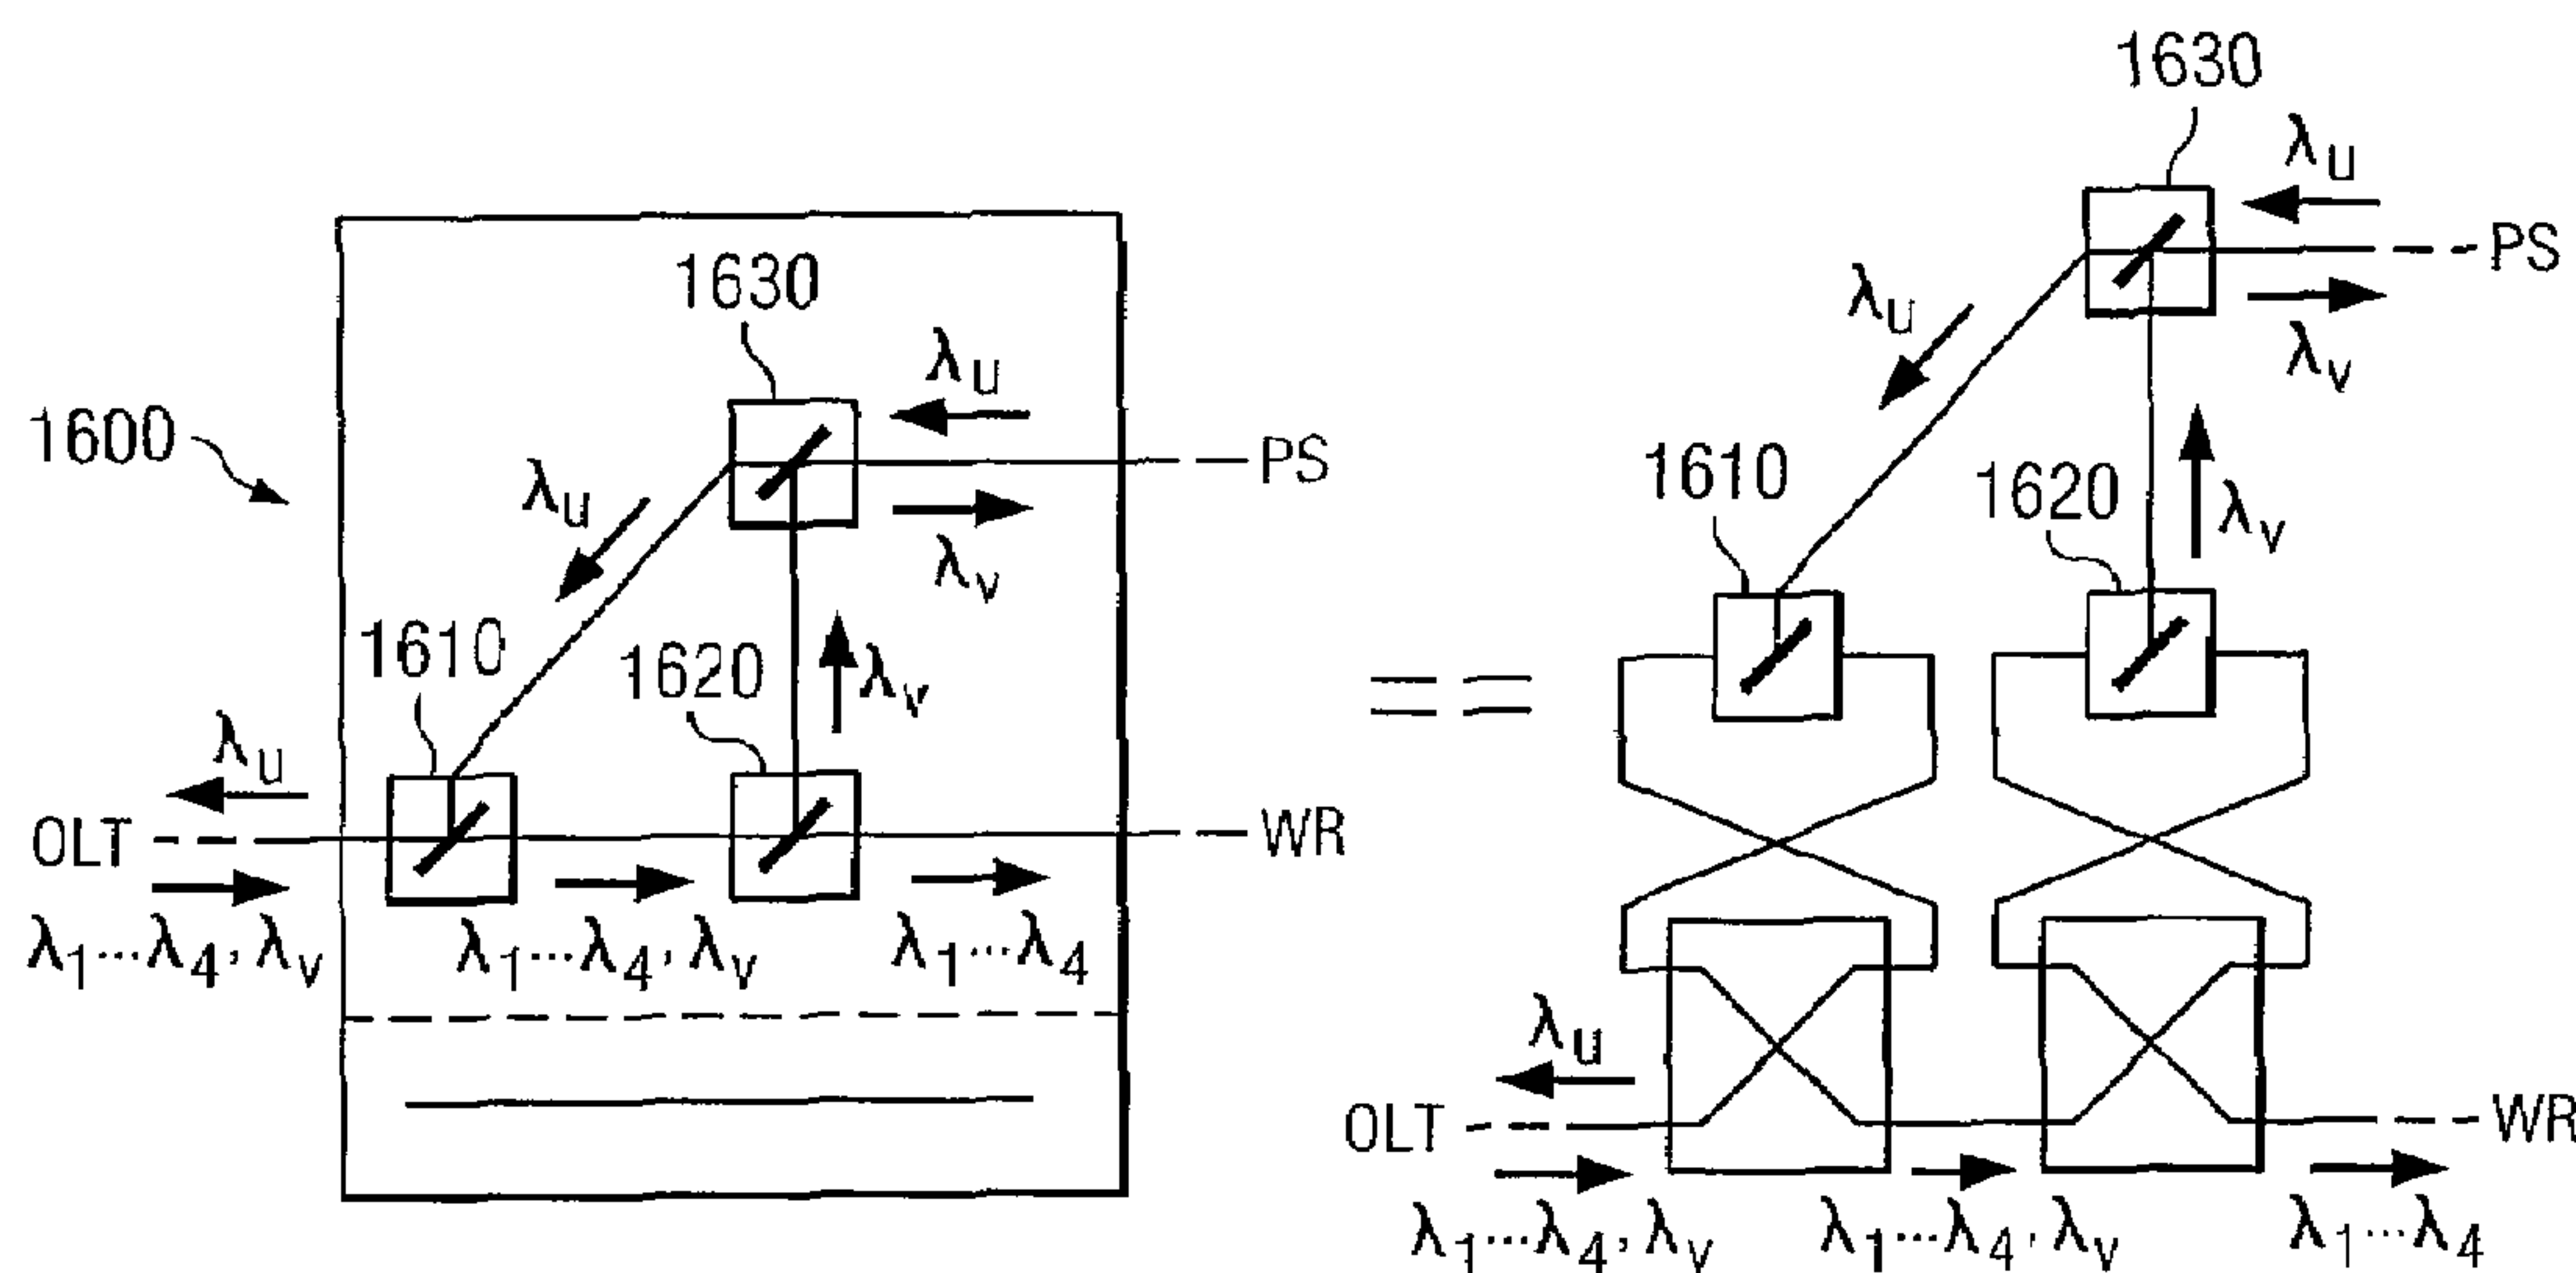 1630
λu
PS
λv
λu
1600
1610
1620
λv
λu
OLT
WR
λ1...λ4, λv
λ1...λ4, λv
λ1...λ4
==
1630
λu
PS
λv
λu
1610
1620
λv
λu
OLT
WR
λ1...λ4, λv
λ1...λ4, λv
λ1...λ4